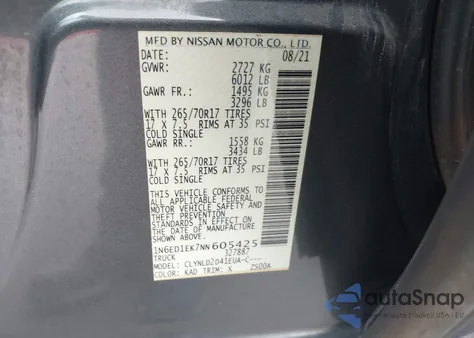 MFD BY NISSAN MOTOR CO., LTD.
DATE: 08/21
GVWR: 2727 KG
6012 LB
GAWR FR.: 1495 KG
3296 LB
WITH 265/70R17 TIRES
17 X 7.5 RIMS AT 35 PSI
COLD SINGLE
GAWR RR.: 1558 KG
3434 LB
WITH 265/70R17 TIRES
17 X 7.5 RIMS AT 35 PSI
COLD SINGLE
THIS VEHICLE CONFORMS TO
ALL APPLICABLE FEDERAL
MOTOR VEHICLE SAFETY AND
THEFT PREVENTION
STANDARDS IN EFFECT ON
THE DATE OF MANUFACTURE
SHOWN ABOVE.
1N6ED1EK7NN605425
TRUCK 327887
MODEL: CLYNLD2D41EUA-C---
COLOR: KAD TRIM: X 2500A
autoSnap